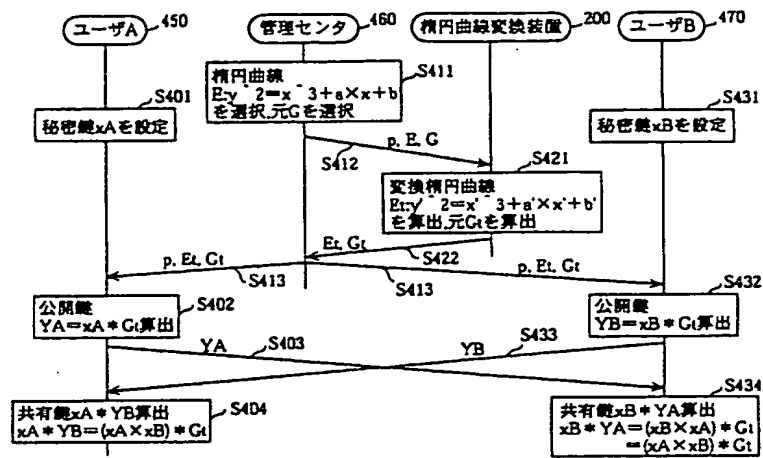 ユーザA 450
管理センタ 460
楕円曲線変換装置 200
ユーザB 470
S411
楕円曲線
E:y^2=x^3+a×x+b
を選択,元Gを選択
S401
秘密鍵xAを設定
S431
秘密鍵xBを設定
p, E, G
S412
S421
変換楕円曲線
Et:y'^2=x'^3+a'×x'+b'
を算出,元Gtを算出
Et, Gt
S422
p, Et, Gt
S413
S413
p, Et, Gt
S402
公開鍵
YA=xA*Gt算出
S432
公開鍵
YB=xB*Gt算出
YA
S403
YB
S433
共有鍵xA*YB算出
xA*YB=(xA×xB)*Gt
S404
S434
共有鍵xB*YA算出
xB*YA=(xB×xA)*Gt
=(xA×xB)*Gt